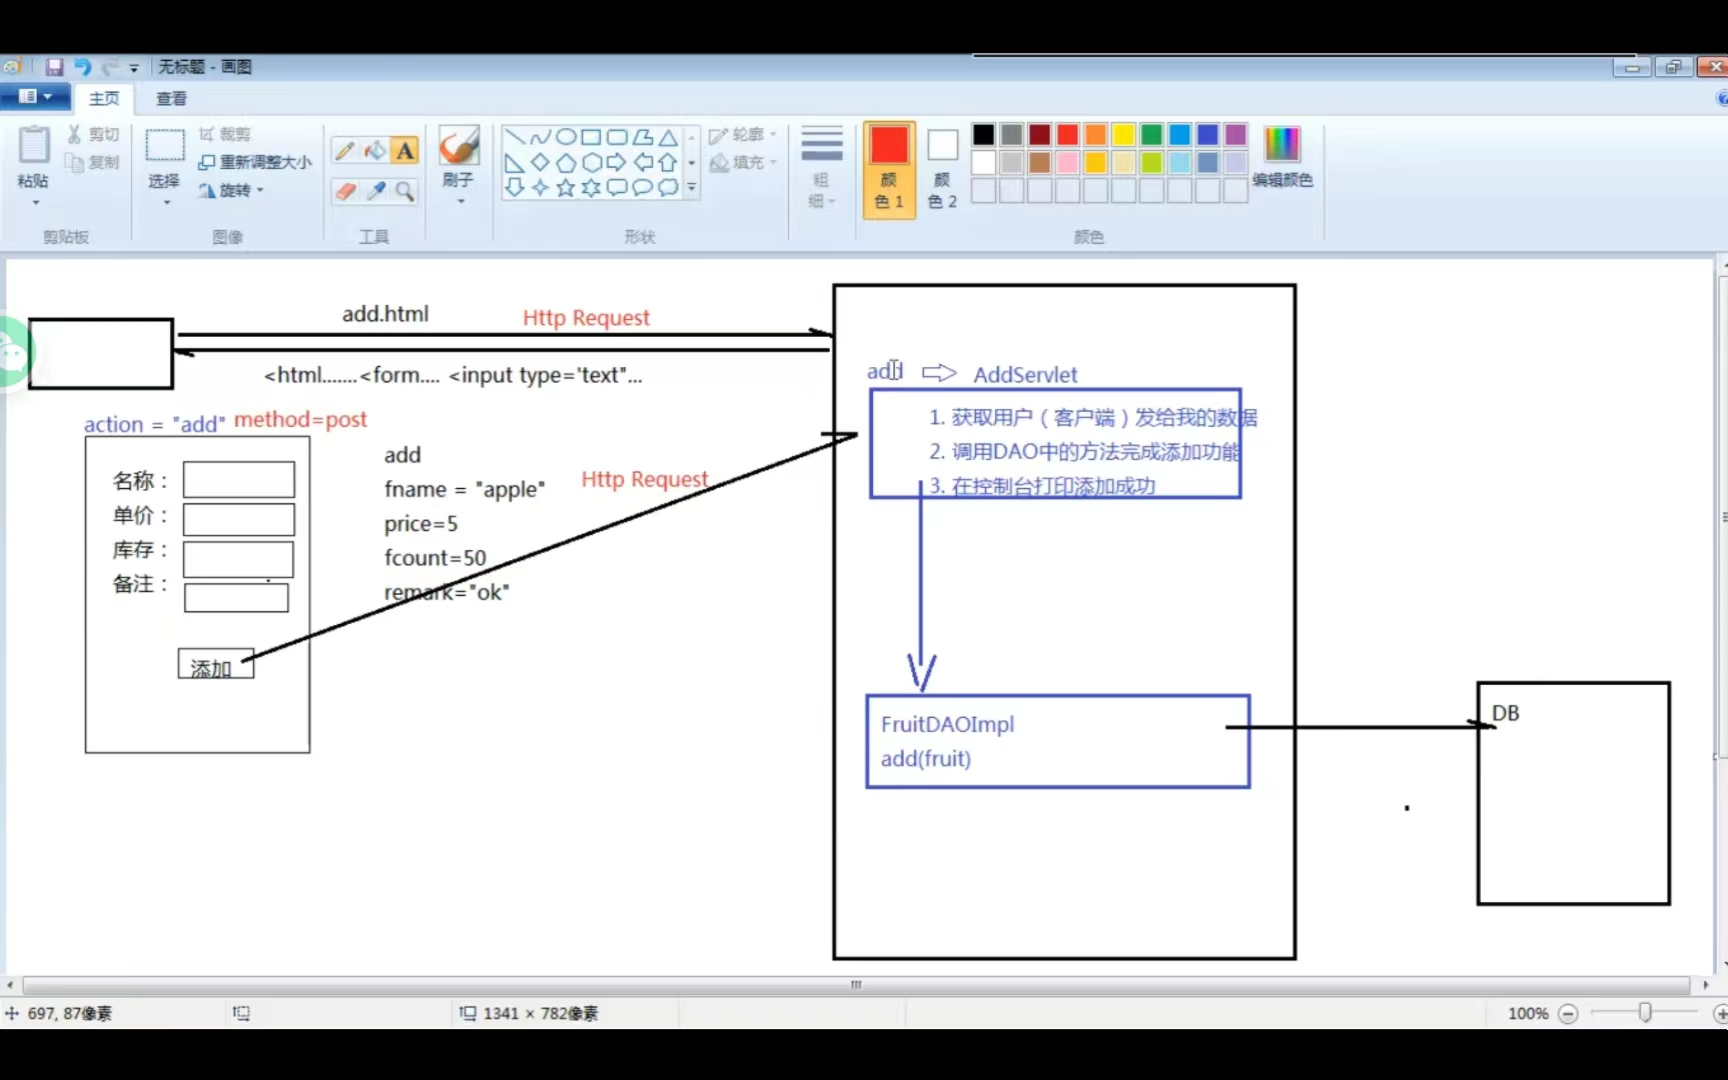 无标题 - 画图
主页
查看
粘贴
剪切
复制
剪贴板
选择
裁剪
重新调整大小
旋转
图像
A
工具
刷子
轮廓
填充
形状
粗
细
颜
色 1
颜
色 2
编辑颜色
颜色
add.html
Http Request
<html.......<form.... <input type='text"...
action = "add"
method=post
名称：
单价：
库存：
备注：
添加
add
fname = "apple"
price=5
fcount=50
remark="ok"
Http Request
add
AddServlet
1. 获取用户（客户端）发给我的数据
2. 调用DAO中的方法完成添加功能
3. 在控制台打印添加成功
FruitDAOImpl
add(fruit)
DB
697, 87像素
1341 × 782像素
100%